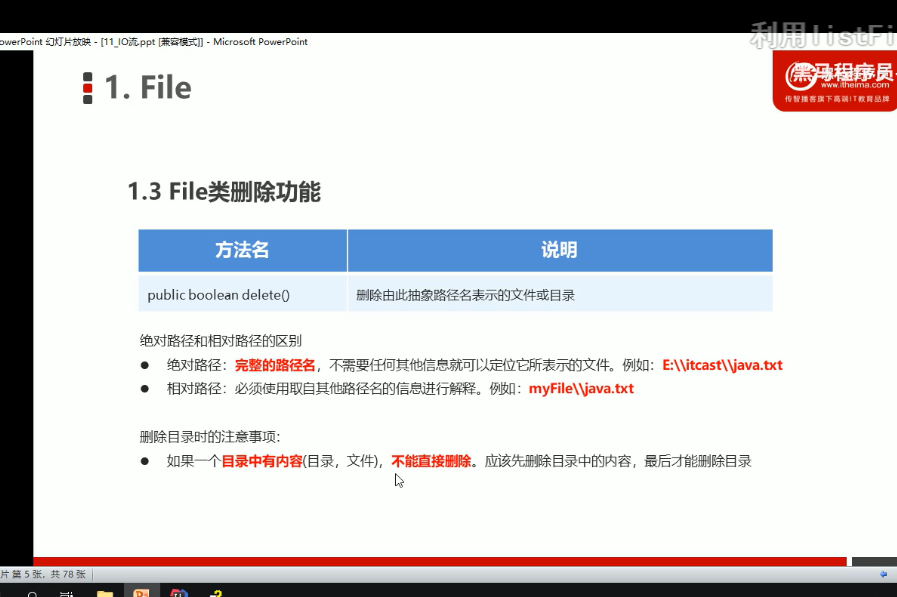 利用listFi
owerPoint 幻灯片放映 - [11_IO流.ppt [兼容模式]] - Microsoft PowerPoint
1. File
黑马程序员
www.itheima.com
传智播客旗下高端IT教育品牌
1.3 File类删除功能
方法名 说明
public boolean delete() 删除由此抽象路径名表示的文件或目录
绝对路径和相对路径的区别
● 绝对路径：完整的路径名，不需要任何其他信息就可以定位它所表示的文件。例如：E:\\itcast\\java.txt
● 相对路径：必须使用取自其他路径名的信息进行解释。例如：myFile\\java.txt
删除目录时的注意事项：
● 如果一个目录中有内容(目录，文件)，不能直接删除。应该先删除目录中的内容，最后才能删除目录
片 第 5 张，共 78 张